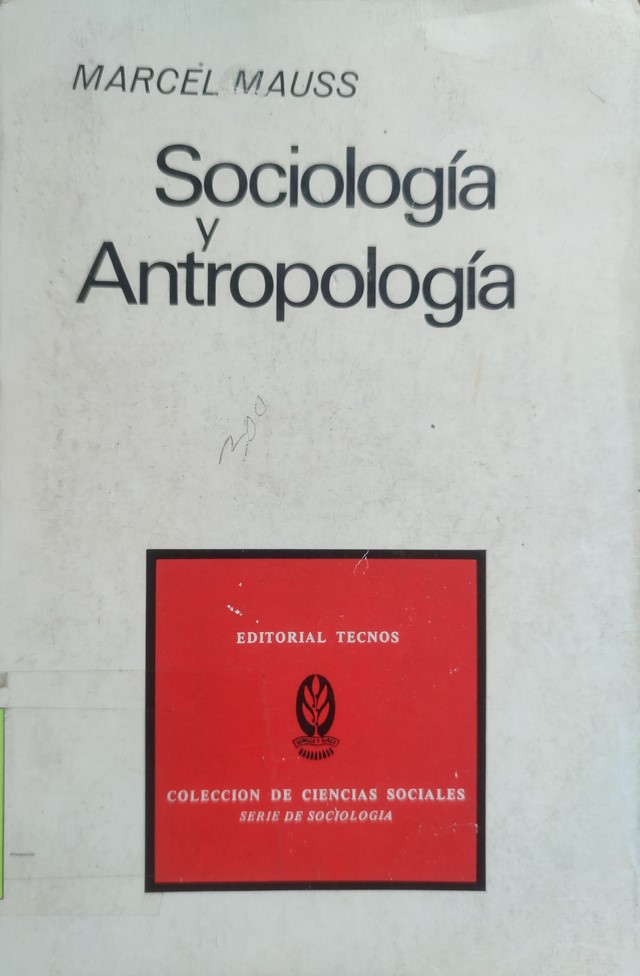 MARCEL MAUSS
Sociología
y
Antropología
EDITORIAL TECNOS
COLECCION DE CIENCIAS SOCIALES
SERIE DE SOCIOLOGIA